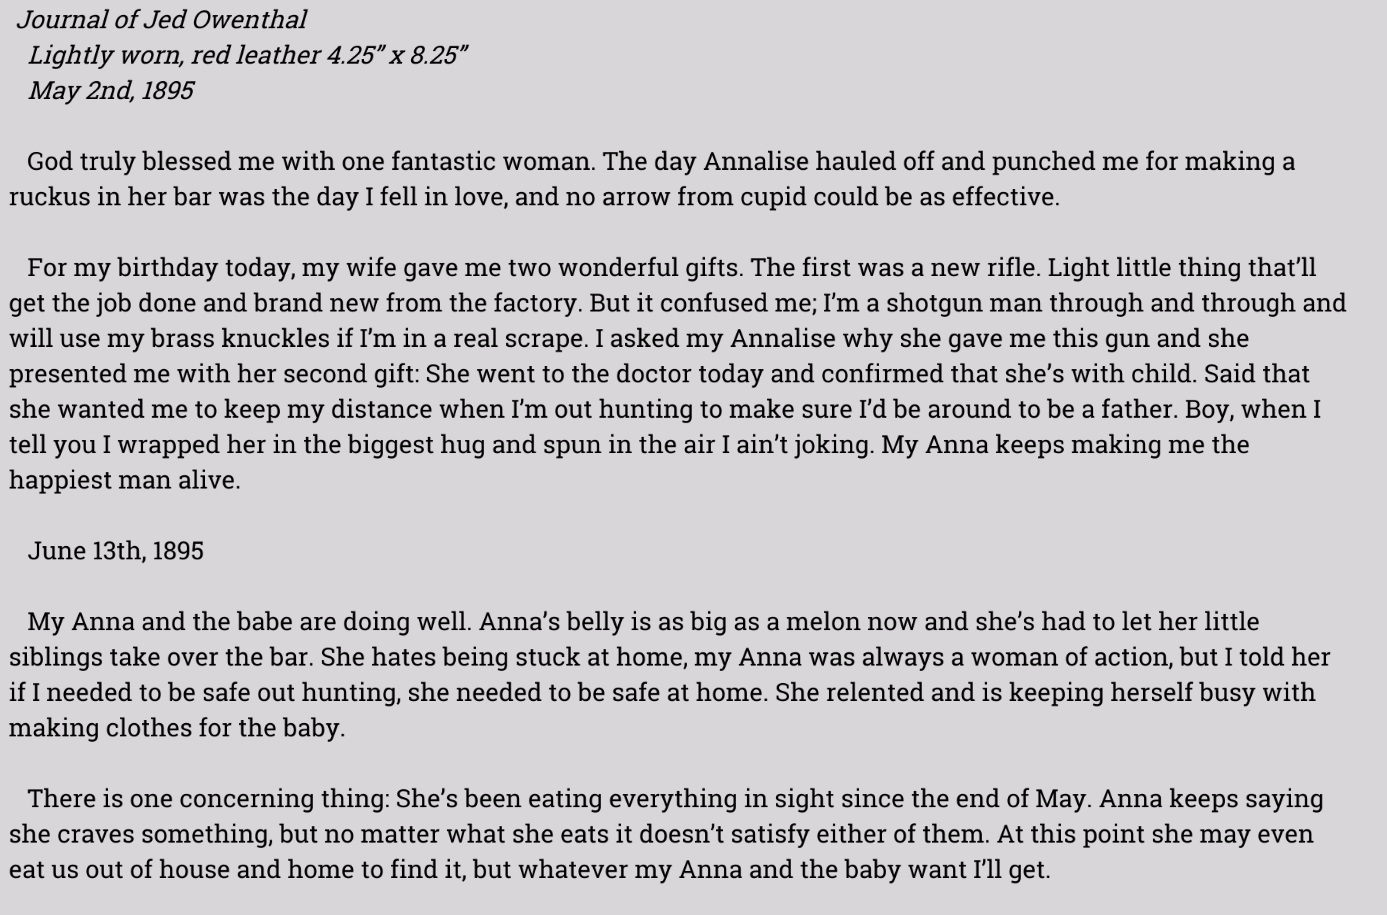 Journal of Jed Owenthal
Lightly worn, red leather 4.25” x 8.25”
May 2nd, 1895
God truly blessed me with one fantastic woman. The day Annalise hauled off and punched me for making a
ruckus in her bar was the day I fell in love, and no arrow from cupid could be as effective.
For my birthday today, my wife gave me two wonderful gifts. The first was a new rifle. Light little thing that’ll
get the job done and brand new from the factory. But it confused me; I’m a shotgun man through and through and
will use my brass knuckles if I’m in a real scrape. I asked my Annalise why she gave me this gun and she
presented me with her second gift: She went to the doctor today and confirmed that she’s with child. Said that
she wanted me to keep my distance when I’m out hunting to make sure I’d be around to be a father. Boy, when I
tell you I wrapped her in the biggest hug and spun in the air I ain’t joking. My Anna keeps making me the
happiest man alive.
June 13th, 1895
My Anna and the babe are doing well. Anna’s belly is as big as a melon now and she’s had to let her little
siblings take over the bar. She hates being stuck at home, my Anna was always a woman of action, but I told her
if I needed to be safe out hunting, she needed to be safe at home. She relented and is keeping herself busy with
making clothes for the baby.
There is one concerning thing: She’s been eating everything in sight since the end of May. Anna keeps saying
she craves something, but no matter what she eats it doesn’t satisfy either of them. At this point she may even
eat us out of house and home to find it, but whatever my Anna and the baby want I’ll get.